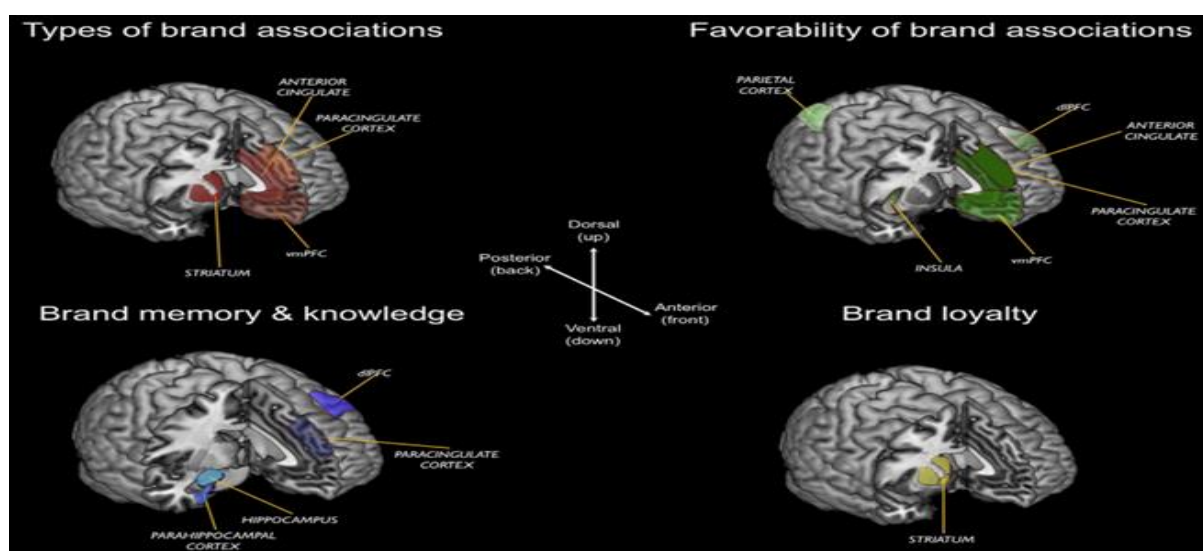 Types of brand associations
ANTERIOR
CINGULATE
PARACINGULATE
CORTEX
vmPFC
STRIATUM
Favorability of brand associations
PARIETAL
CORTEX
dlPFC
ANTERIOR
CINGULATE
PARACINGULATE
CORTEX
INSULA
vmPFC
Dorsal
(up)
Posterior
(back)
Anterior
(front)
Ventral
(down)
Brand memory & knowledge
dlPFC
PARACINGULATE
CORTEX
HIPPOCAMPUS
PARAHIPPOCAMPAL
CORTEX
Brand loyalty
STRIATUM